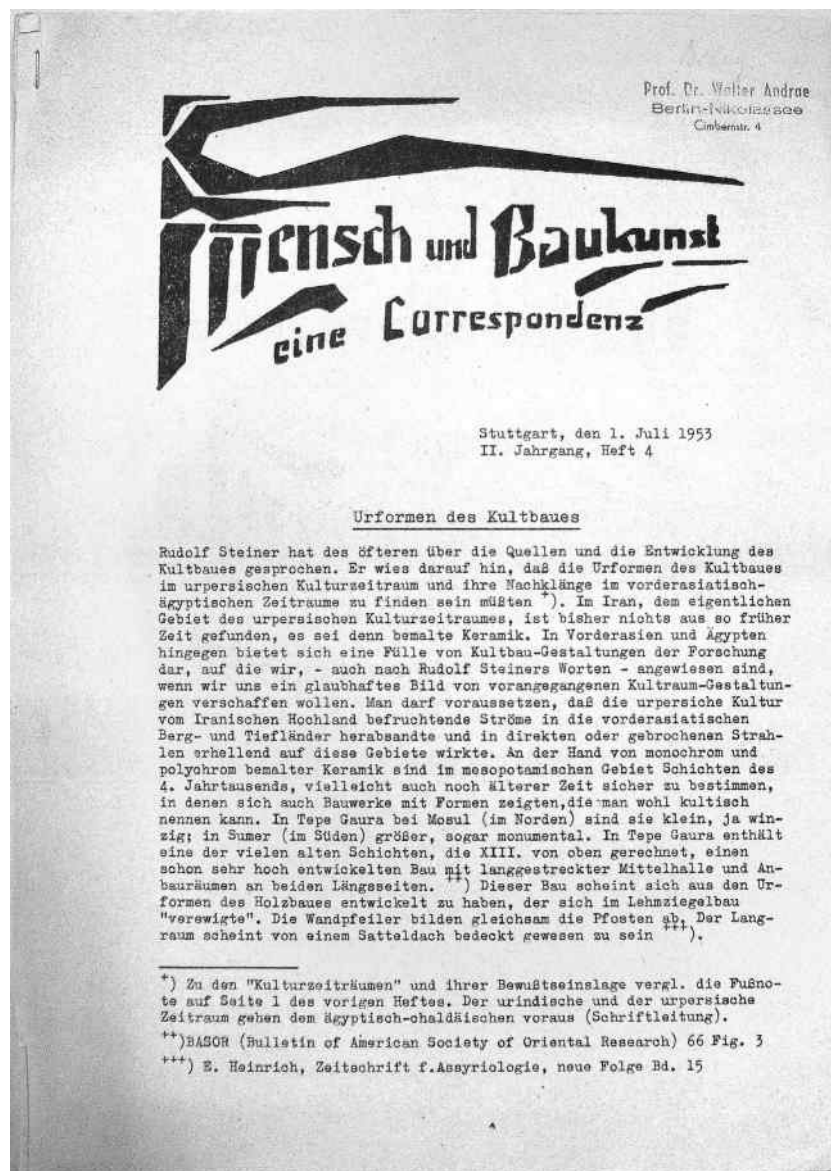 Prof. Dr. Walter Andrae
Berlin-Nikolassee
Cimbernstr. 4
Mensch und Baukunst
eine Correspondenz
Stuttgart, den 1. Juli 1953
II. Jahrgang, Heft 4
Urformen des Kultbaues
Rudolf Steiner hat des öfteren über die Quellen und die Entwicklung des
Kultbaues gesprochen. Er wies darauf hin, daß die Urformen des Kultbaues
im urpersischen Kulturzeitraum und ihre Nachklänge im vorderasiatisch-
ägyptischen Zeitraume zu finden sein müßten +). Im Iran, dem eigentlichen
Gebiet des urpersischen Kulturzeitraumes, ist bisher nichts aus so früher
Zeit gefunden, es sei denn bemalte Keramik. In Vorderasien und Ägypten
hingegen bietet sich eine Fülle von Kultbau-Gestaltungen der Forschung
dar, auf die wir, - auch nach Rudolf Steiners Worten - angewiesen sind,
wenn wir uns ein glaubhaftes Bild von vorangegangenen Kultraum-Gestaltun-
gen verschaffen wollen. Man darf voraussetzen, daß die urpersiche Kultur
vom Iranischen Hochland befruchtende Ströme in die vorderasiatischen
Berg- und Tiefländer herabsandte und in direkten oder gebrochenen Strah-
len erhellend auf diese Gebiete wirkte. An der Hand von monochrom und
polychrom bemalter Keramik sind im mesopotamischen Gebiet Schichten des
4. Jahrtausends, vielleicht auch noch älterer Zeit sicher zu bestimmen,
in denen sich auch Bauwerke mit Formen zeigten,die man wohl kultisch
nennen kann. In Tepe Gaura bei Mosul (im Norden) sind sie klein, ja win-
zig; in Sumer (im Süden) größer, sogar monumental. In Tepe Gaura enthält
eine der vielen alten Schichten, die XIII. von oben gerechnet, einen
schon sehr hoch entwickelten Bau mit langgestreckter Mittelhalle und An-
bauräumen an beiden Längsseiten. ++) Dieser Bau scheint sich aus den Ur-
formen des Holzbaues entwickelt zu haben, der sich im Lehmziegelbau
"verewigte". Die Wandpfeiler bilden gleichsam die Pfosten ab. Der Lang-
raum scheint von einem Satteldach bedeckt gewesen zu sein +++).
+) Zu den "Kulturzeiträumen" und ihrer Bewußtseinslage vergl. die Fußno-
te auf Seite 1 des vorigen Heftes. Der urindische und der urpersische
Zeitraum gehen dem ägyptisch-chaldäischen voraus (Schriftleitung).
++)BASOR (Bulletin of American Society of Oriental Research) 66 Fig. 3
+++) E. Heinrich, Zeitschrift f.Assyriologie, neue Folge Bd. 15